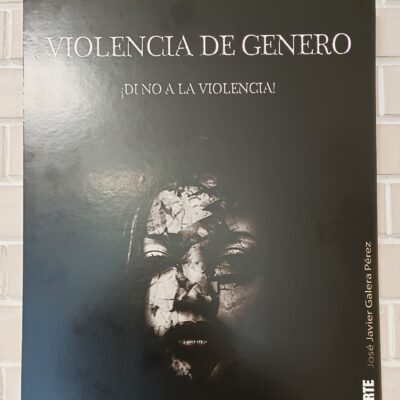 VIOLENCIA DE GENERO
¡DI NO A LA VIOLENCIA!
José Javier Galera Pérez